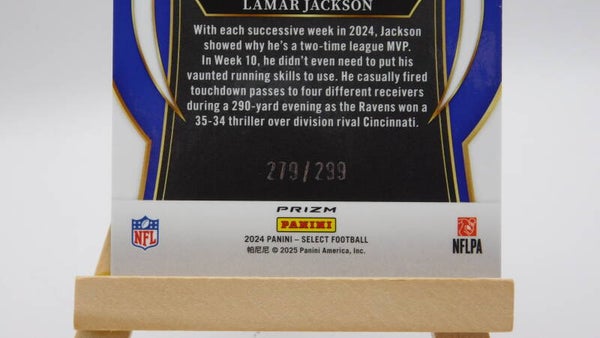 LAMAR JACKSON
With each successive week in 2024, Jackson
showed why he's a two-time league MVP.
In Week 10, he didn't even need to put his
vaunted running skills to use. He casually fired
touchdown passes to four different receivers
during a 290-yard evening as the Ravens won a
35-34 thriller over division rival Cincinnati.
279/299
PRIZM
PANINI
NFL
2024 PANINI – SELECT FOOTBALL
NFLPA
帕尼尼 © 2025 Panini America, Inc.